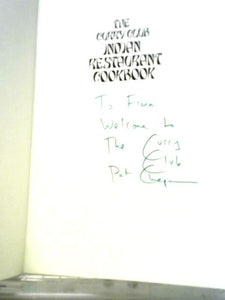 THE
CURRY CLUB
INDIAN
RESTAURANT
COOKBOOK
To Fiona
Welcome to
The Curry
Club
Pat Chapman